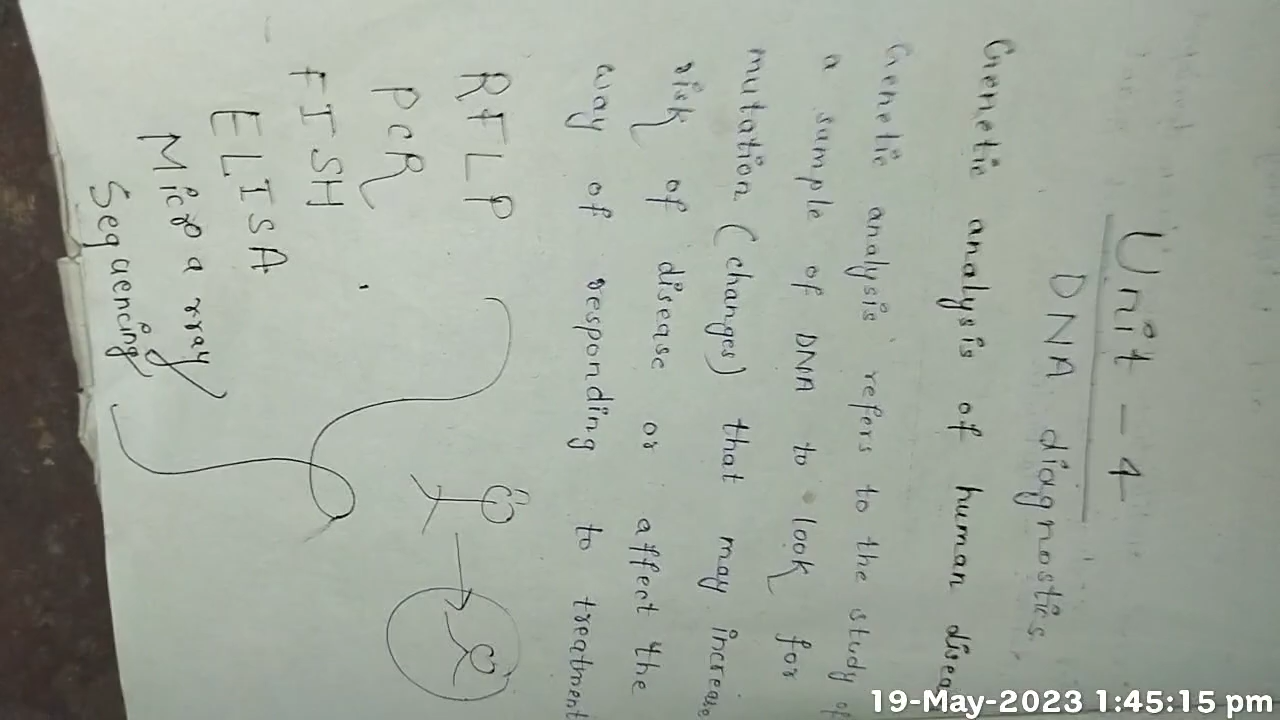 Unit - 4
DNA diagnostics.
Genetic analysis of human disea
Genetic analysis refers to the study of
a sample of DNA to look for
mutation (changes) that may increase
risk of disease or affect the
way of responding to treatment
RFLP
PCR
FISH
ELISA
Micro array
Sequencing
19-May-2023 1:45:15 pm